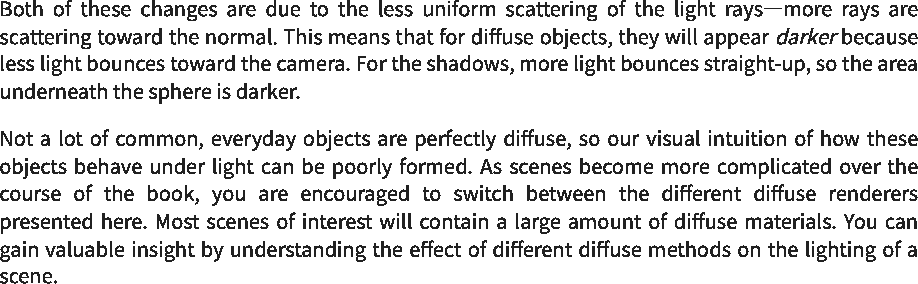 Both of these changes are due to the less uniform scattering of the light rays—more rays are
scattering toward the normal. This means that for diffuse objects, they will appear darker because
less light bounces toward the camera. For the shadows, more light bounces straight-up, so the area
underneath the sphere is darker.
Not a lot of common, everyday objects are perfectly diffuse, so our visual intuition of how these
objects behave under light can be poorly formed. As scenes become more complicated over the
course of the book, you are encouraged to switch between the different diffuse renderers
presented here. Most scenes of interest will contain a large amount of diffuse materials. You can
gain valuable insight by understanding the effect of different diffuse methods on the lighting of a
scene.